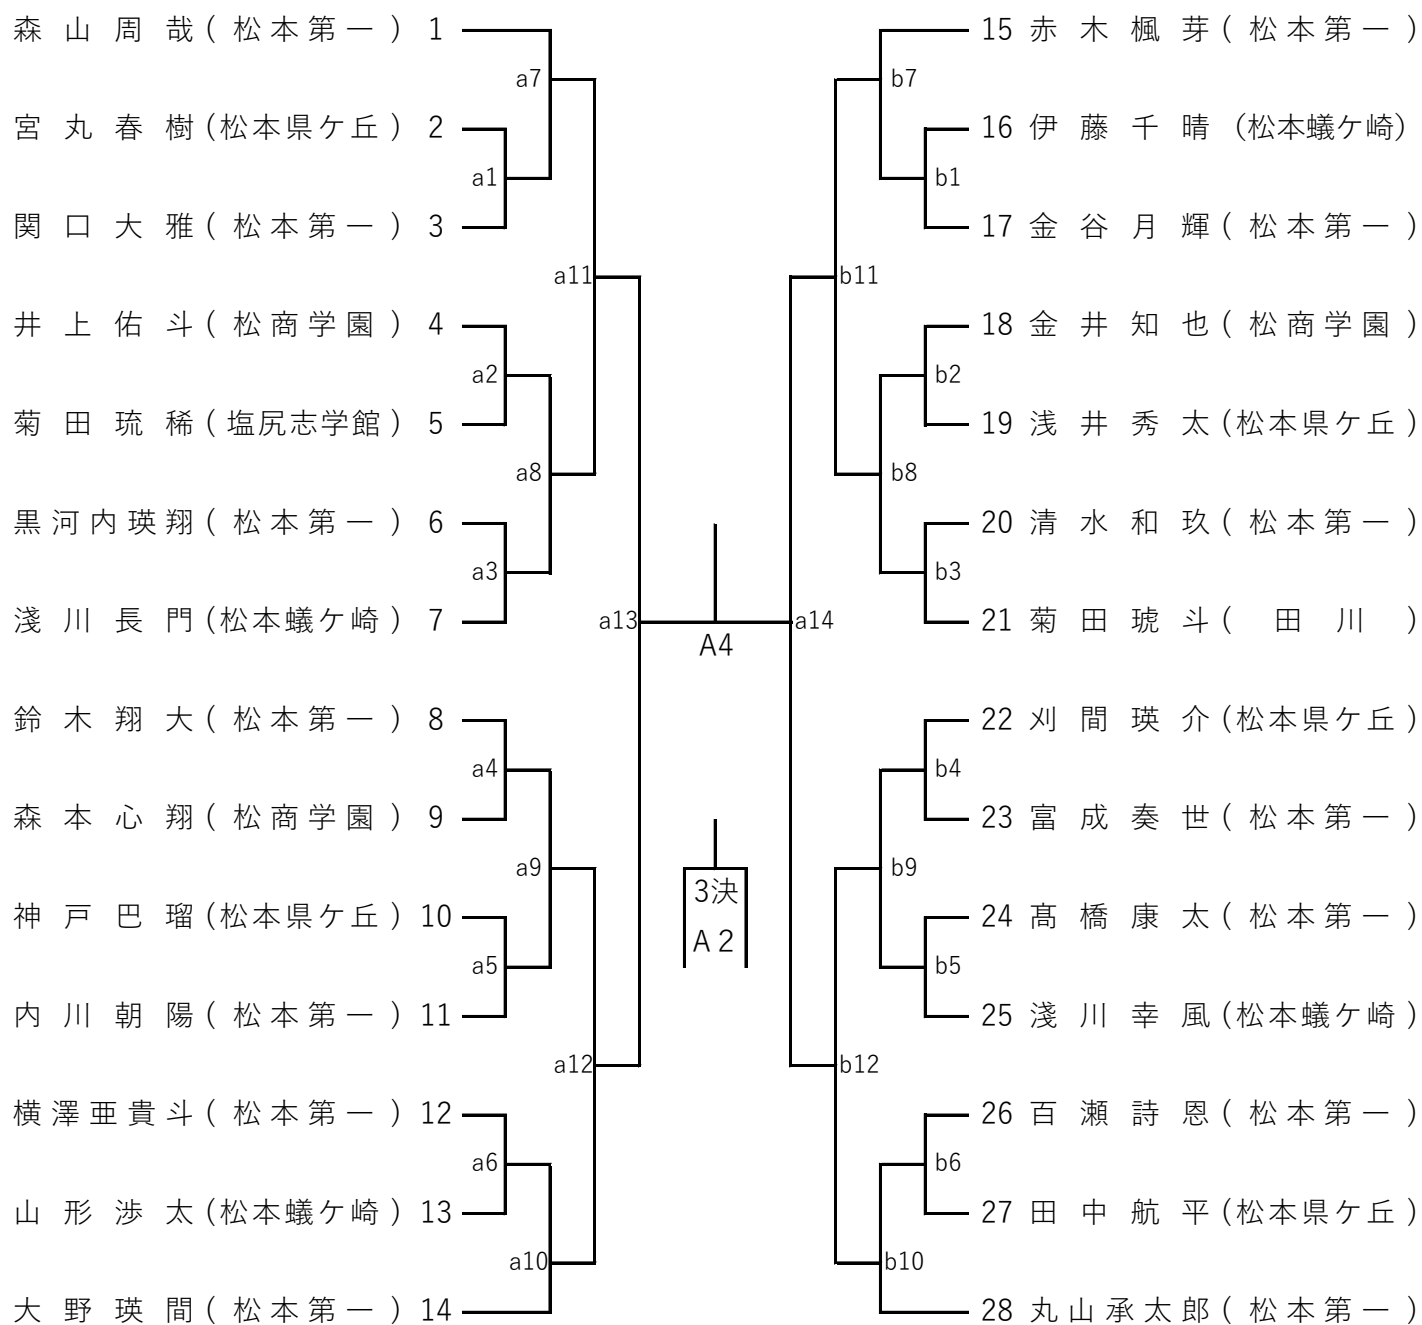 森山周哉(松本第一) 1
a7
宮丸春樹(松本県ケ丘) 2
a1
関口大雅(松本第一) 3
a11
井上佑斗(松商学園) 4
a2
菊田琉稀(塩尻志学館) 5
a8
黒河内瑛翔(松本第一) 6
a3
淺川長門(松本蟻ケ崎) 7
a13
鈴木翔大(松本第一) 8
a4
森本心翔(松商学園) 9
a9
神戸巴瑠(松本県ケ丘) 10
a5
内川朝陽(松本第一) 11
a12
横澤亜貴斗(松本第一) 12
a6
山形渉太(松本蟻ケ崎) 13
a10
大野瑛間(松本第一) 14
A4
3決
A2
15 赤木楓芽(松本第一)
b7
16 伊藤千晴(松本蟻ケ崎)
b1
17 金谷月輝(松本第一)
b11
18 金井知也(松商学園)
b2
19 浅井秀太(松本県ケ丘)
b8
20 清水和玖(松本第一)
b3
21 菊田琥斗(田川)
a14
22 刈間瑛介(松本県ケ丘)
b4
23 富成奏世(松本第一)
b9
24 髙橋康太(松本第一)
b5
25 淺川幸風(松本蟻ケ崎)
b12
26 百瀬詩恩(松本第一)
b6
27 田中航平(松本県ケ丘)
b10
28 丸山承太郎(松本第一)